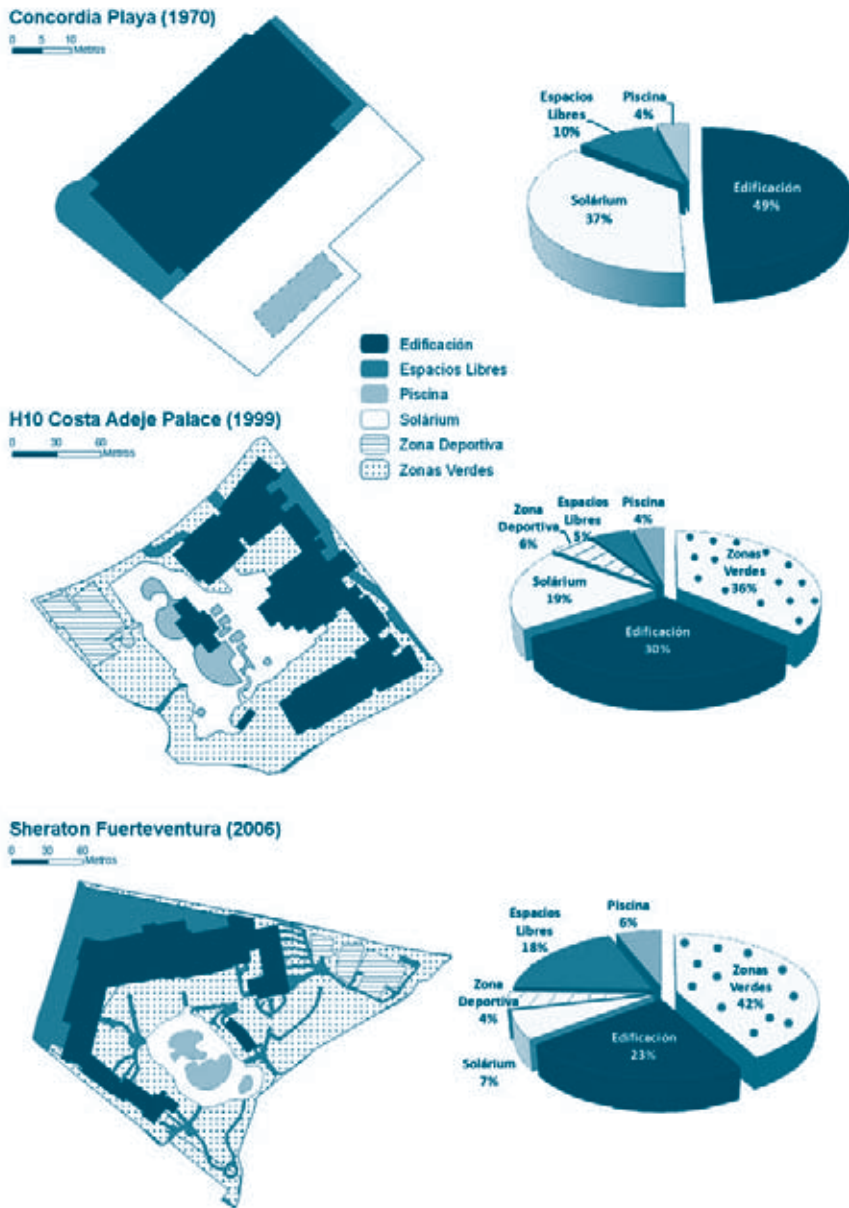 Concordia Playa (1970)
0 5 10
Metros
Espacios
Libres
10%
Piscina
4%
Solárium
37%
Edificación
49%
Edificación
Espacios Libres
Piscina
Solárium
Zona Deportiva
Zonas Verdes
H10 Costa Adeje Palace (1999)
0 30 60
Metros
Zona
Deportiva
6%
Espacios
Libres
5%
Piscina
4%
Zonas
Verdes
36%
Solárium
19%
Edificación
30%
Sheraton Fuerteventura (2006)
0 30 60
Metros
Espacios
Libres
18%
Piscina
6%
Zonas
Verdes
42%
Zona
Deportiva
4%
Edificación
23%
Solárium
7%